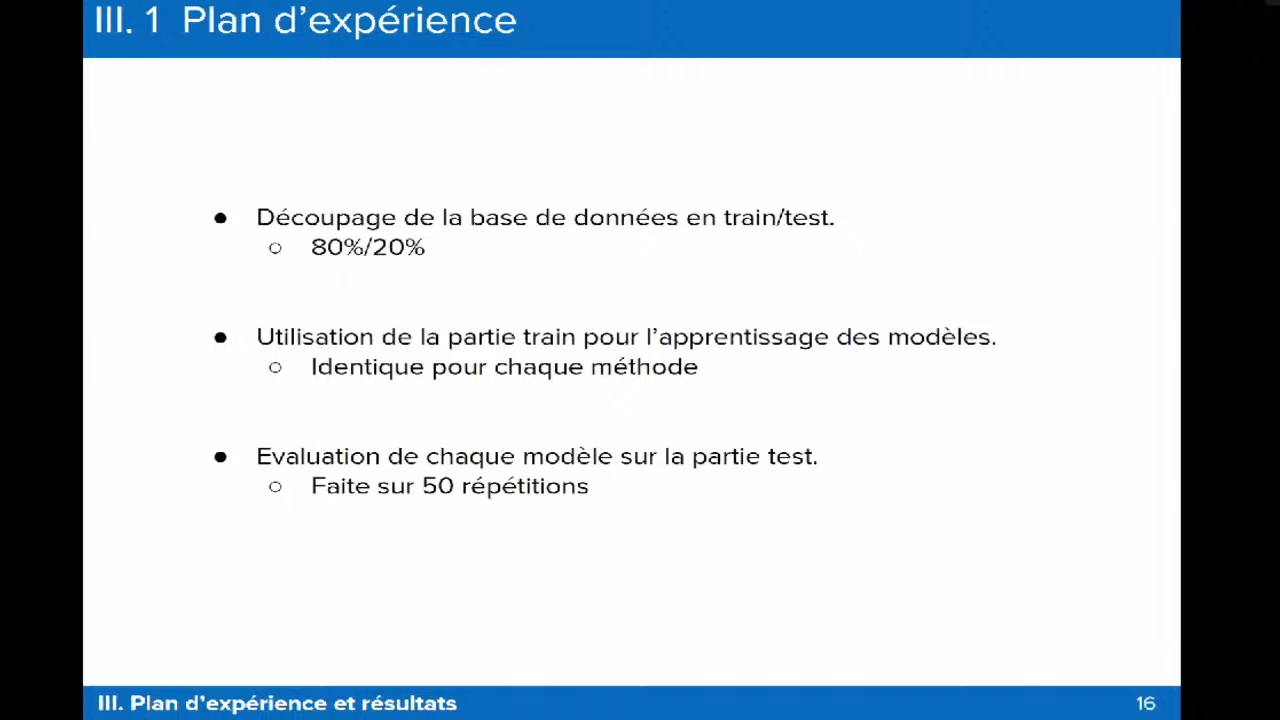 III. 1 Plan d’expérience
● Découpage de la base de données en train/test.
○ 80%/20%
● Utilisation de la partie train pour l’apprentissage des modèles.
○ Identique pour chaque méthode
● Evaluation de chaque modèle sur la partie test.
○ Faite sur 50 répétitions
III. Plan d’expérience et résultats
16